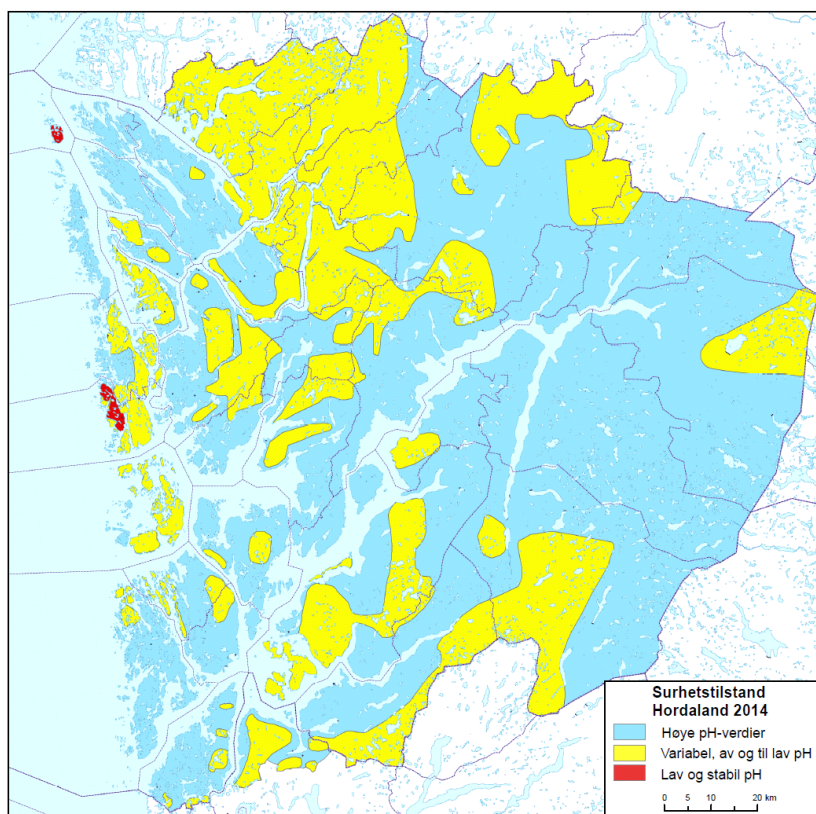 Surhetstilstand
Hordaland 2014
Høye pH-verdier
Variabel, av og til lav pH
Lav og stabil pH
0 5 10 20 km